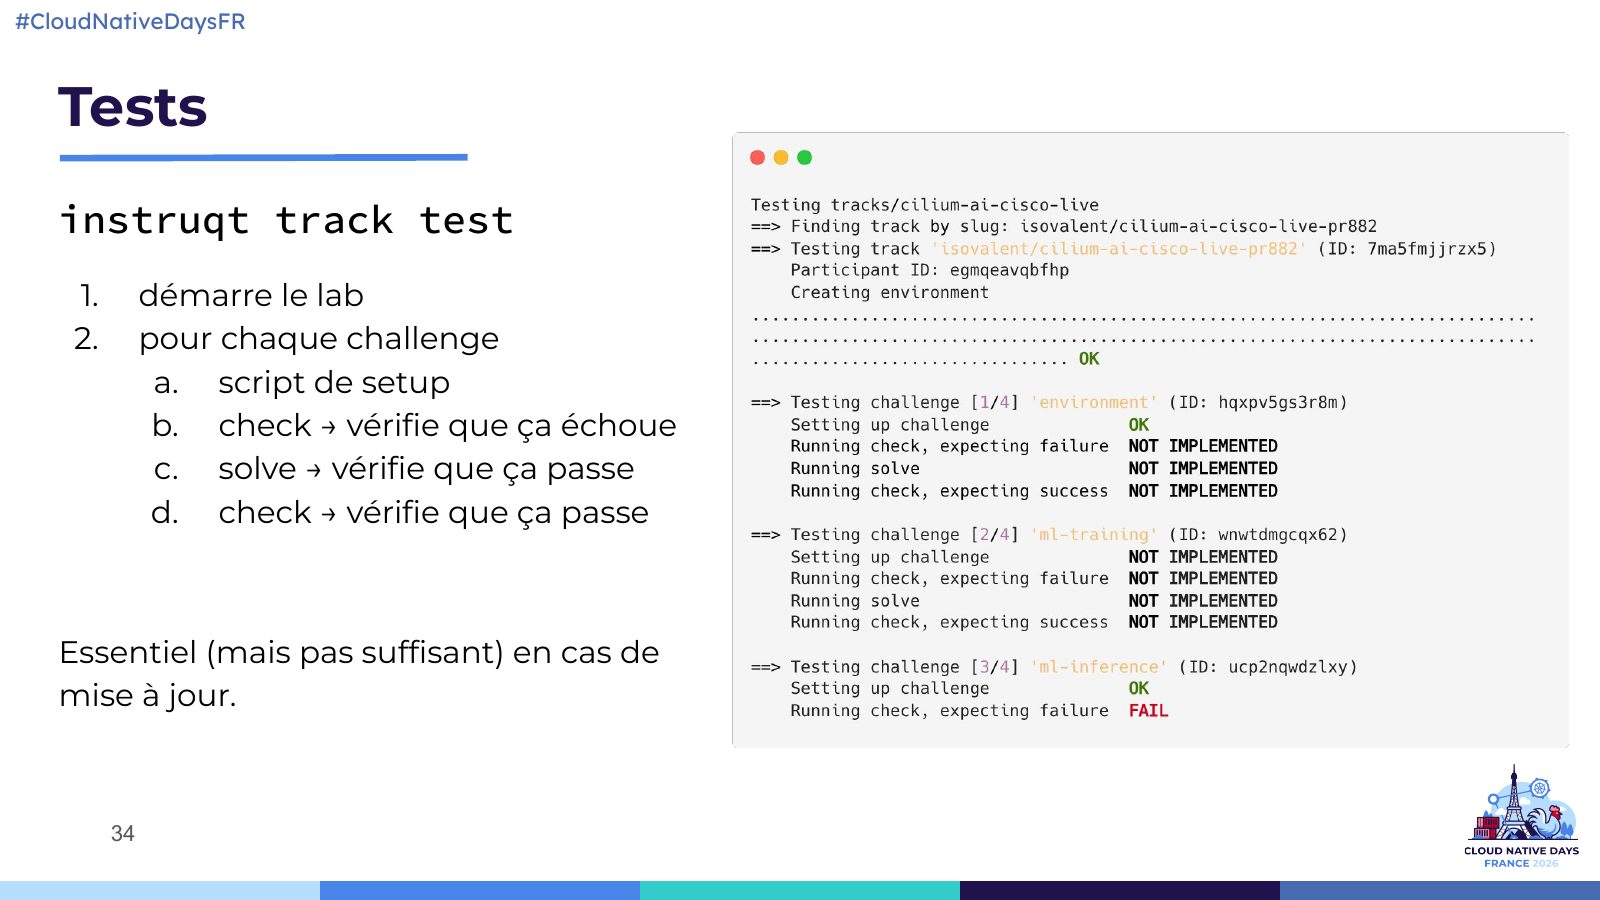 #CloudNativeDaysFR
Tests
instruqt track test
1. démarre le lab
2. pour chaque challenge
a. script de setup
b. check → vérifie que ça échoue
c. solve → vérifie que ça passe
d. check → vérifie que ça passe
Essentiel (mais pas suffisant) en cas de
mise à jour.
Testing tracks/cilium-ai-cisco-live
==> Finding track by slug: isovalent/cilium-ai-cisco-live-pr882
==> Testing track 'isovalent/cilium-ai-cisco-live-pr882' (ID: 7ma5fmjjrzx5)
Participant ID: egmqeavqbfhp
Creating environment
...............................................................................
...............................................................................
................................ OK
==> Testing challenge [1/4] 'environment' (ID: hqxpv5gs3r8m)
Setting up challenge OK
Running check, expecting failure NOT IMPLEMENTED
Running solve NOT IMPLEMENTED
Running check, expecting success NOT IMPLEMENTED
==> Testing challenge [2/4] 'ml-training' (ID: wnwtdmgcqx62)
Setting up challenge NOT IMPLEMENTED
Running check, expecting failure NOT IMPLEMENTED
Running solve NOT IMPLEMENTED
Running check, expecting success NOT IMPLEMENTED
==> Testing challenge [3/4] 'ml-inference' (ID: ucp2nqwdzlxy)
Setting up challenge OK
Running check, expecting failure FAIL
34
CLOUD NATIVE DAYS
FRANCE 2026